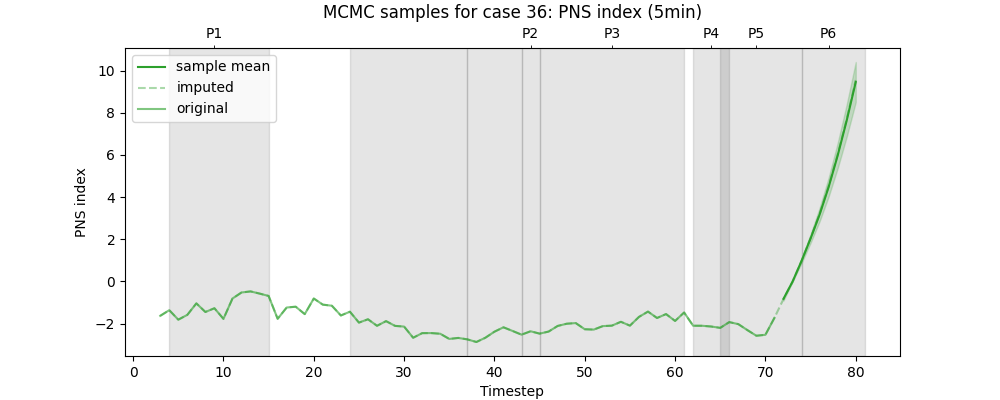 MCMC samples for case 36: PNS index (5min)
P1 P2 P3 P4 P5 P6
sample mean
imputed
original
10
8
6
4
2
0
−2
PNS index
0 10 20 30 40 50 60 70 80
Timestep